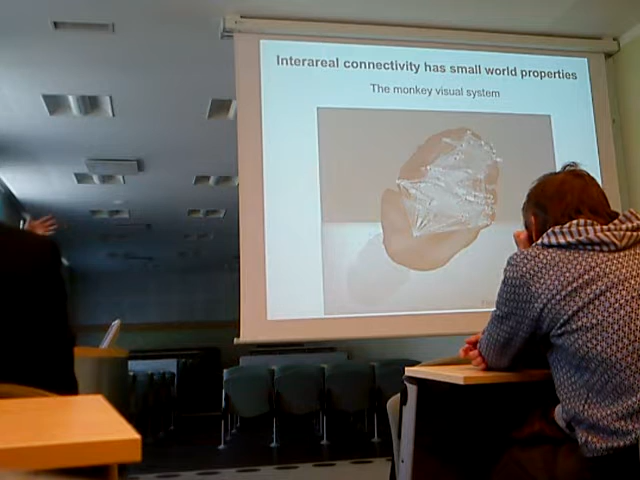 Interareal connectivity has small world properties
The monkey visual system